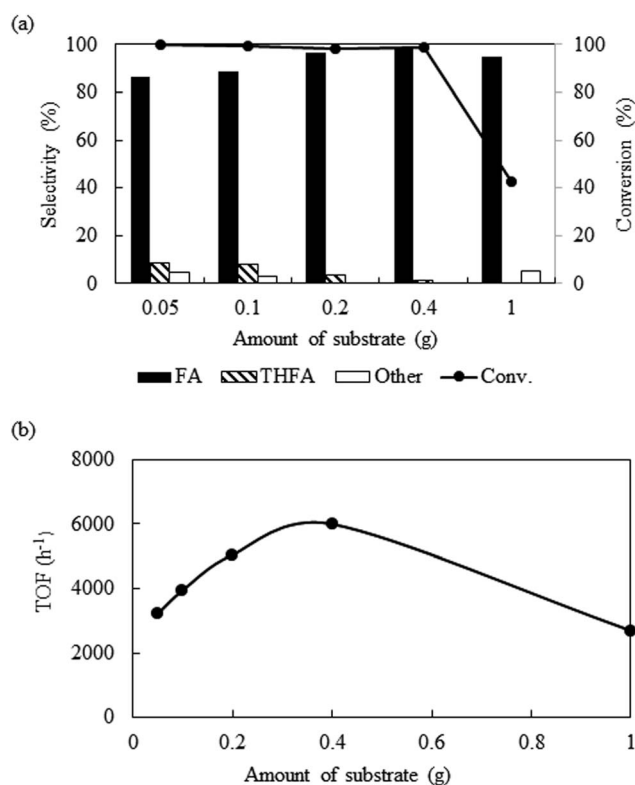 (a)
100
80
60
40
20
0
Selectivity (%)
100
80
60
40
20
0
Conversion (%)
0.05 0.1 0.2 0.4 1
Amount of substrate (g)
FA THFA Other Conv.
(b)
8000
6000
4000
2000
0
TOF (h-1)
0 0.2 0.4 0.6 0.8 1
Amount of substrate (g)